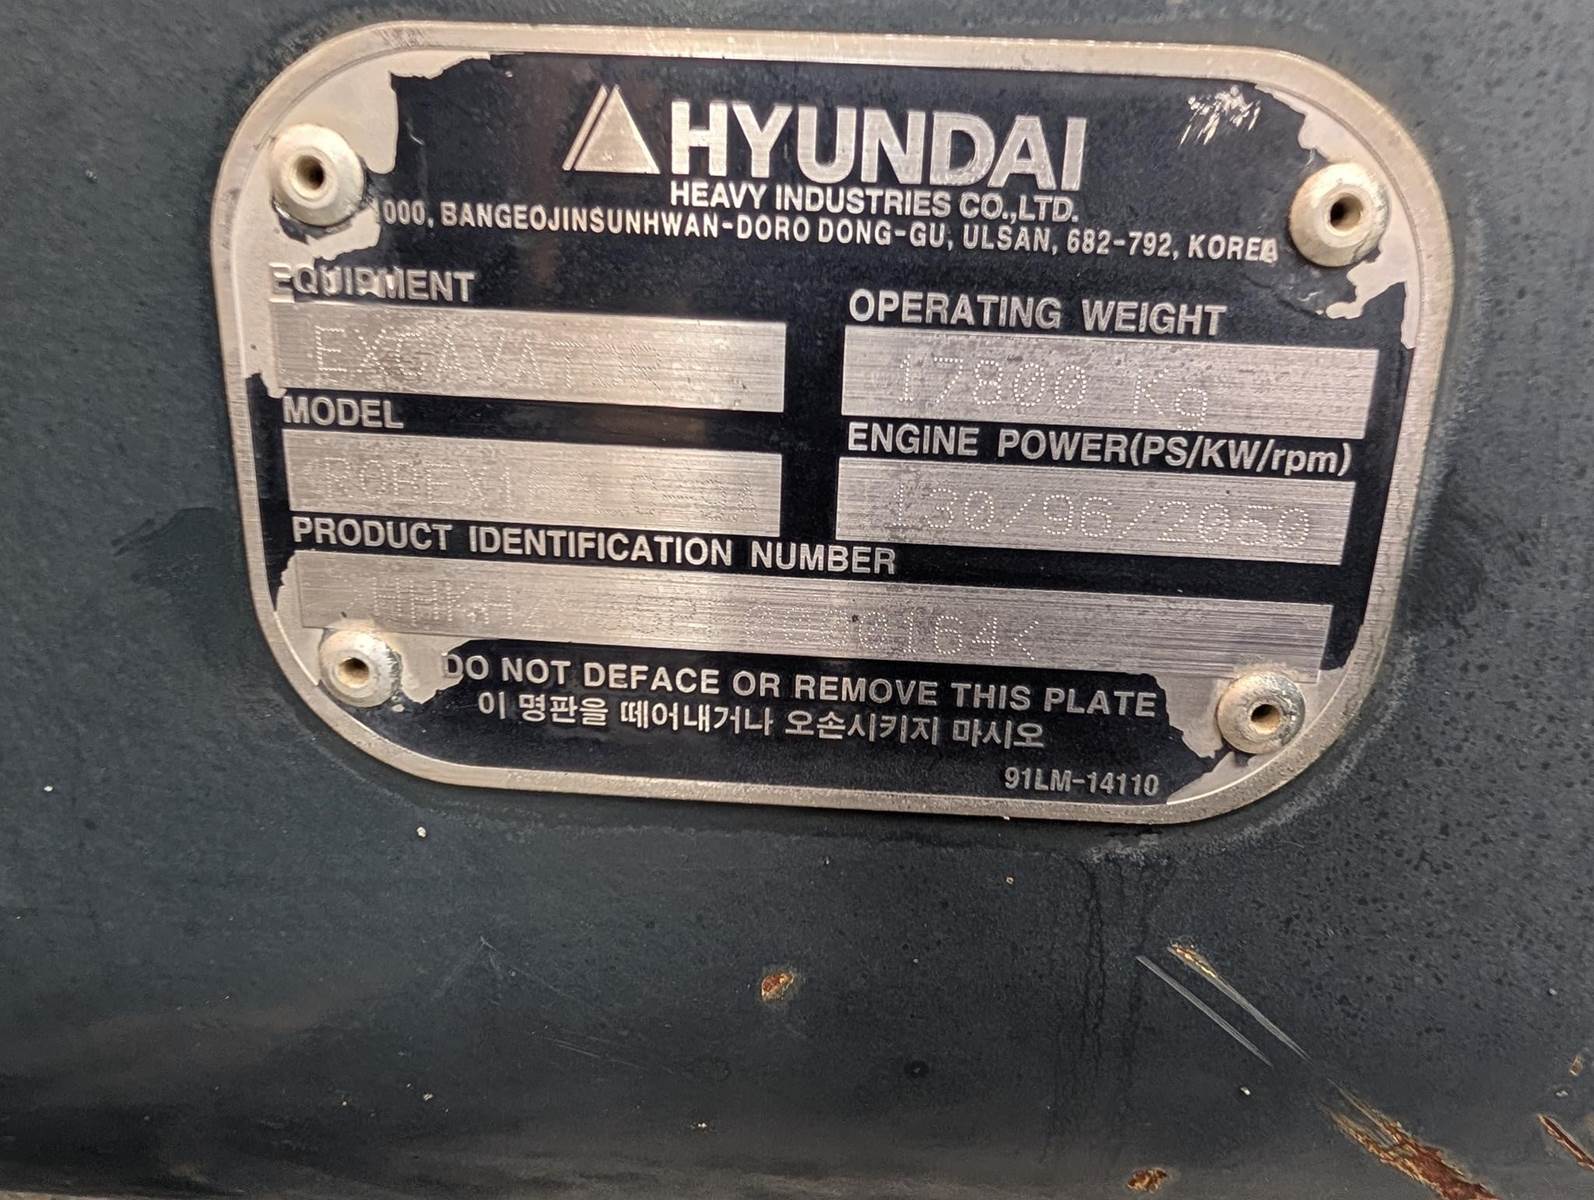 HYUNDAI
HEAVY INDUSTRIES CO.,LTD.
1000, BANGEOJINSUNHWAN-DORO DONG-GU, ULSAN, 682-792, KOREA
EQUIPMENT
EXCAVATOR
OPERATING WEIGHT
17800 Kg
MODEL
ENGINE POWER(PS/KW/rpm)
130/96/2050
PRODUCT IDENTIFICATION NUMBER
DO NOT DEFACE OR REMOVE THIS PLATE
이 명판을 떼어내거나 오손시키지 마시오
91LM-14110